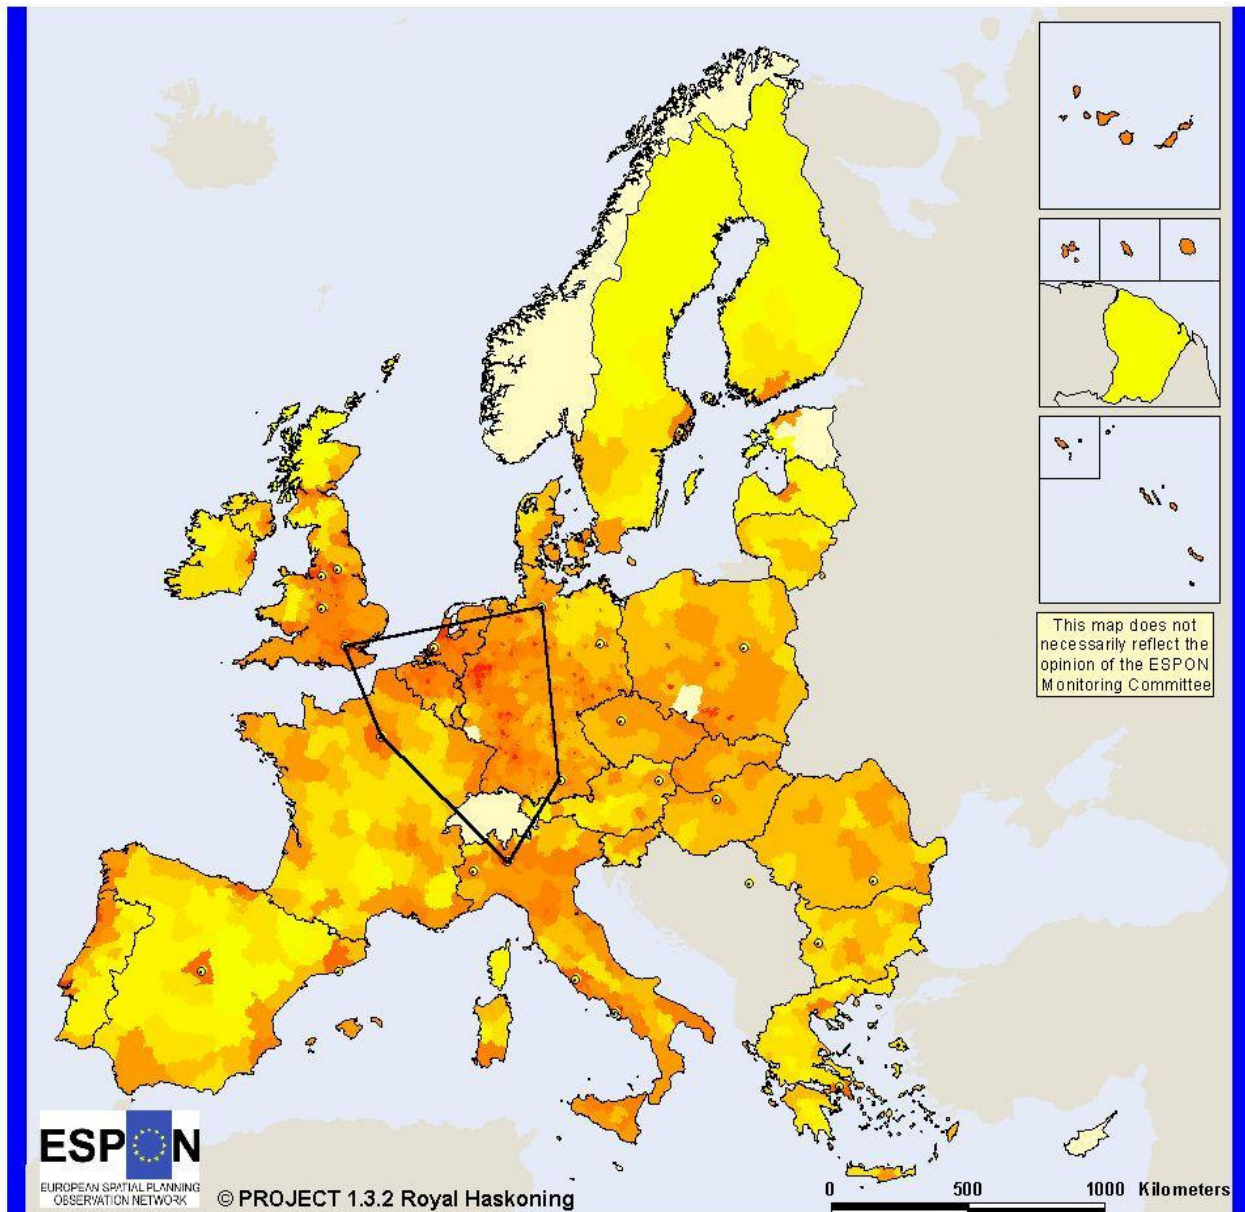 This map does not
necessarily reflect the
opinion of the ESPON
Monitoring Committee
ESPON
EUROPEAN SPATIAL PLANNING
OBSERVATION NETWORK
© PROJECT 1.3.2 Royal Haskoning
0 500 1000 Kilometers